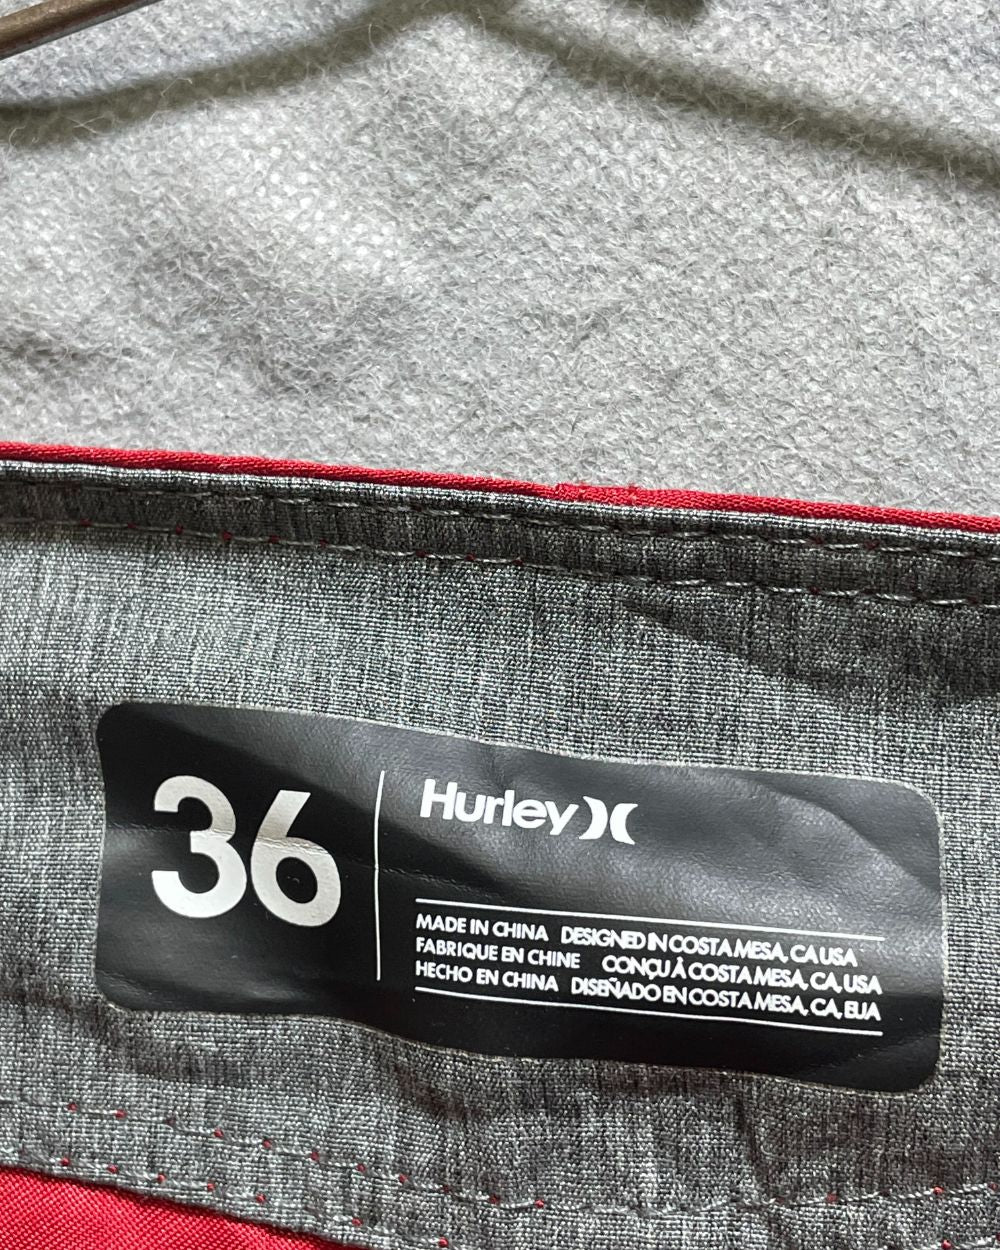 36
Hurley
MADE IN CHINA DESIGNED IN COSTA MESA, CA USA
FABRIQUE EN CHINE CONÇU À COSTA MESA, CA, USA
HECHO EN CHINA DISEÑADO EN COSTA MESA, CA, EUA